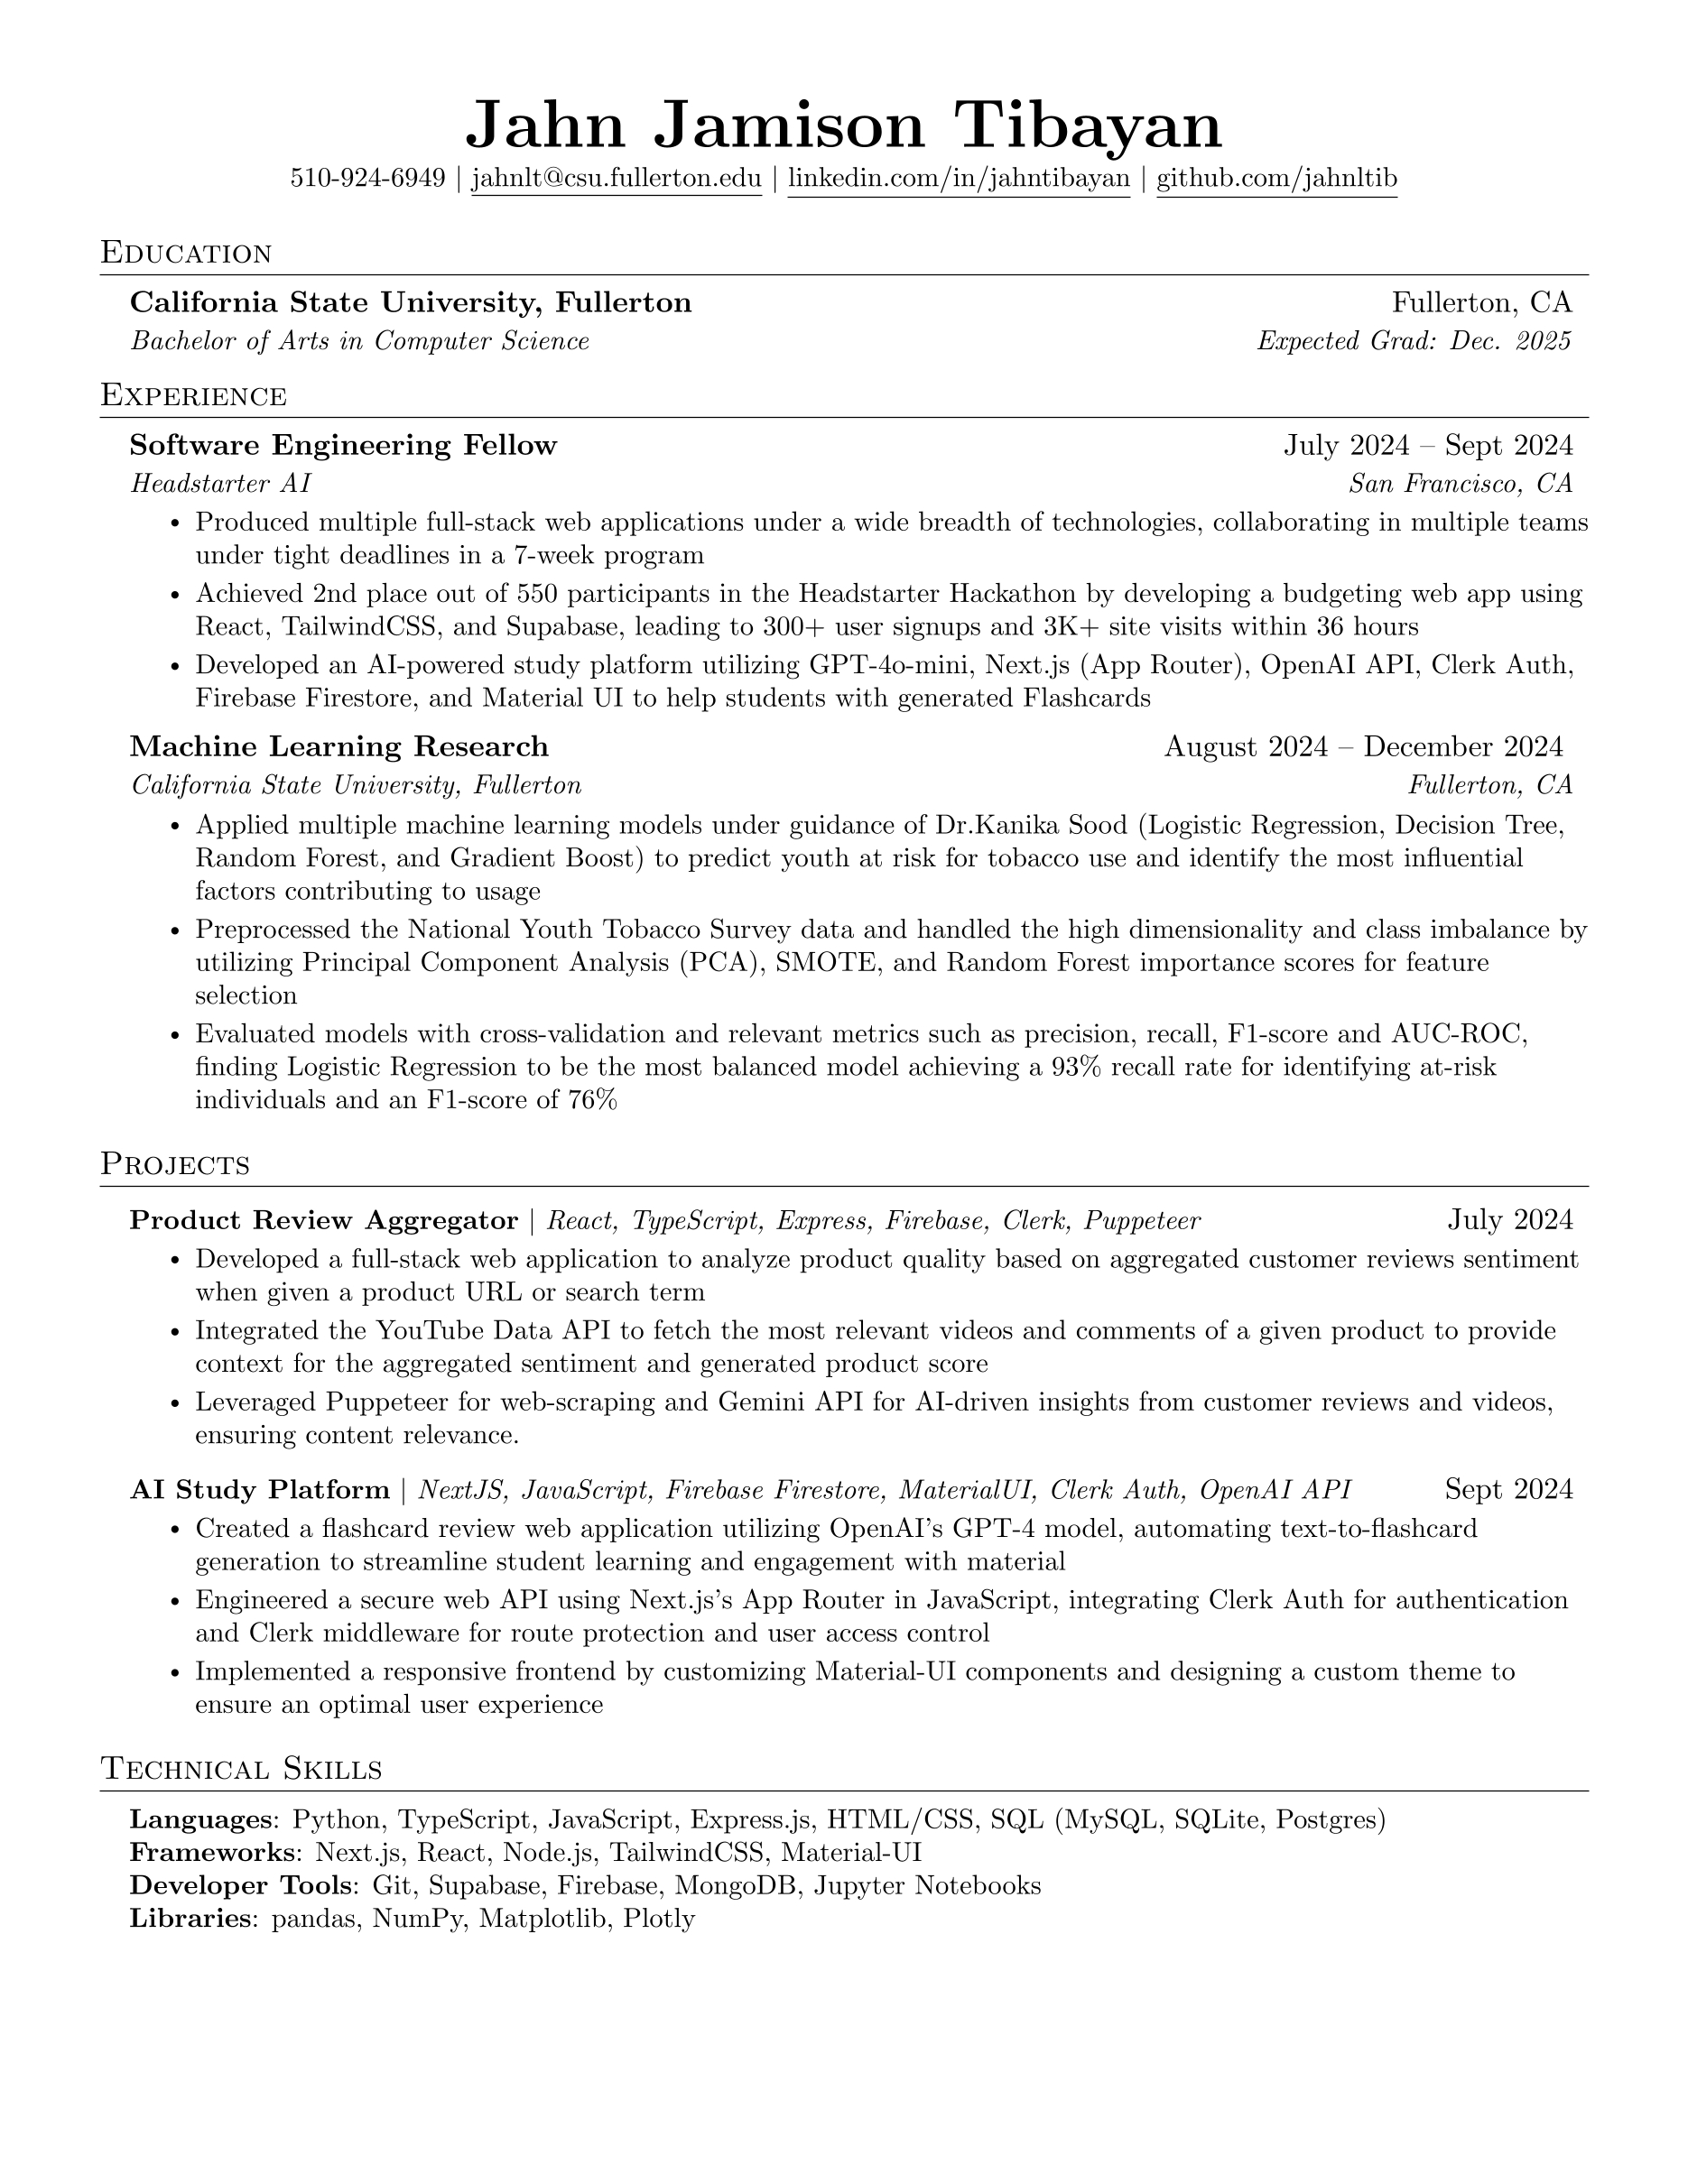 Jahn Jamison Tibayan
510-924-6949 | jahnlt@csu.fullerton.edu | linkedin.com/in/jahntibayan | github.com/jahnltib
Education
California State University, Fullerton Fullerton, CA
Bachelor of Arts in Computer Science Expected Grad: Dec. 2025
Experience
Software Engineering Fellow July 2024 – Sept 2024
Headstarter AI San Francisco, CA
• Produced multiple full-stack web applications under a wide breadth of technologies, collaborating in multiple teams
under tight deadlines in a 7-week program
• Achieved 2nd place out of 550 participants in the Headstarter Hackathon by developing a budgeting web app using
React, TailwindCSS, and Supabase, leading to 300+ user signups and 3K+ site visits within 36 hours
• Developed an AI-powered study platform utilizing GPT-4o-mini, Next.js (App Router), OpenAI API, Clerk Auth,
Firebase Firestore, and Material UI to help students with generated Flashcards
Machine Learning Research August 2024 – December 2024
California State University, Fullerton Fullerton, CA
• Applied multiple machine learning models under guidance of Dr.Kanika Sood (Logistic Regression, Decision Tree,
Random Forest, and Gradient Boost) to predict youth at risk for tobacco use and identify the most influential
factors contributing to usage
• Preprocessed the National Youth Tobacco Survey data and handled the high dimensionality and class imbalance by
utilizing Principal Component Analysis (PCA), SMOTE, and Random Forest importance scores for feature
selection
• Evaluated models with cross-validation and relevant metrics such as precision, recall, F1-score and AUC-ROC,
finding Logistic Regression to be the most balanced model achieving a 93% recall rate for identifying at-risk
individuals and an F1-score of 76%
Projects
Product Review Aggregator | React, TypeScript, Express, Firebase, Clerk, Puppeteer July 2024
• Developed a full-stack web application to analyze product quality based on aggregated customer reviews sentiment
when given a product URL or search term
• Integrated the YouTube Data API to fetch the most relevant videos and comments of a given product to provide
context for the aggregated sentiment and generated product score
• Leveraged Puppeteer for web-scraping and Gemini API for AI-driven insights from customer reviews and videos,
ensuring content relevance.
AI Study Platform | NextJS, JavaScript, Firebase Firestore, MaterialUI, Clerk Auth, OpenAI API Sept 2024
• Created a flashcard review web application utilizing OpenAI's GPT-4 model, automating text-to-flashcard
generation to streamline student learning and engagement with material
• Engineered a secure web API using Next.js's App Router in JavaScript, integrating Clerk Auth for authentication
and Clerk middleware for route protection and user access control
• Implemented a responsive frontend by customizing Material-UI components and designing a custom theme to
ensure an optimal user experience
Technical Skills
Languages: Python, TypeScript, JavaScript, Express.js, HTML/CSS, SQL (MySQL, SQLite, Postgres)
Frameworks: Next.js, React, Node.js, TailwindCSS, Material-UI
Developer Tools: Git, Supabase, Firebase, MongoDB, Jupyter Notebooks
Libraries: pandas, NumPy, Matplotlib, Plotly